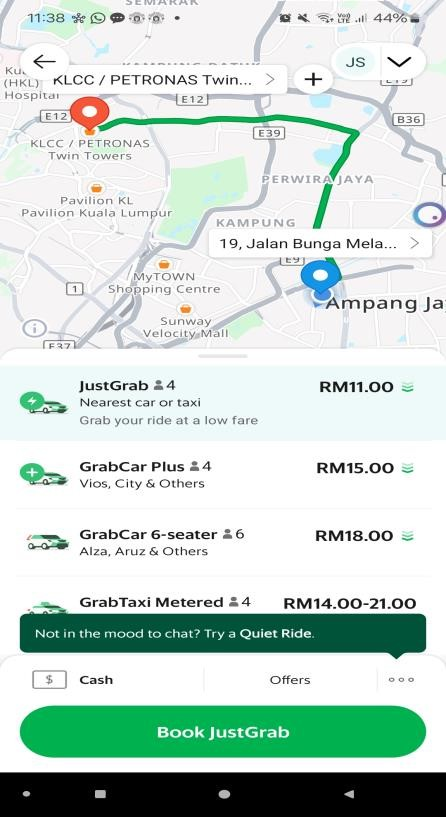 SEMARAK
11:38
44%
JS
KLCC / PETRONAS Twin...
+
Hospital
E12
E12
E39
B36
KLCC / PETRONAS
Twin Towers
PERWIRA JAYA
Pavilion KL
Pavilion Kuala Lumpur
KAMPUNG
19, Jalan Bunga Mela...
E9
MyTOWN
Shopping Centre
1
Ampang Ja
Sunway
Velocity Mall
E37
JustGrab 4
RM11.00
Nearest car or taxi
Grab your ride at a low fare
GrabCar Plus 4
RM15.00
Vios, City & Others
GrabCar 6-seater 6
RM18.00
Alza, Aruz & Others
GrabTaxi Metered 4
RM14.00-21.00
Not in the mood to chat? Try a Quiet Ride.
$ Cash
Offers
Book JustGrab